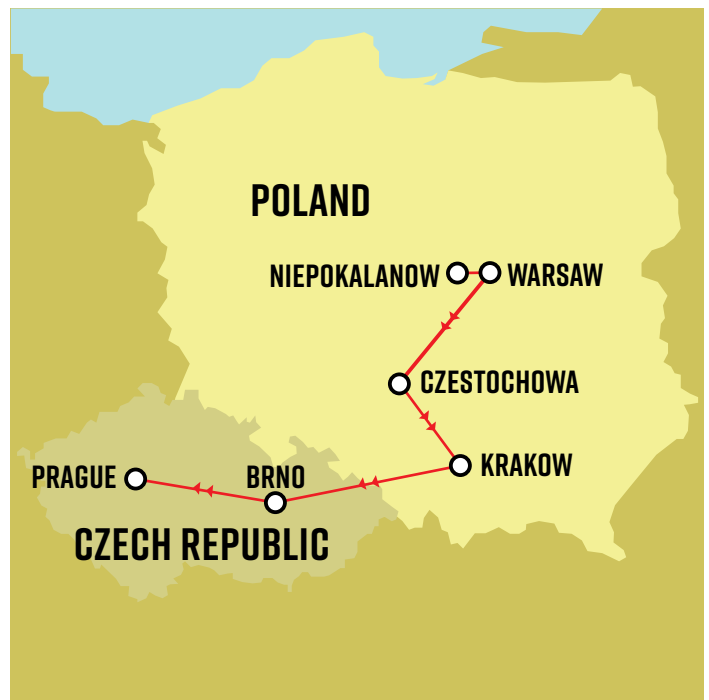 POLAND
NIEPOKALANOW
WARSAW
CZESTOCHOWA
KRAKOW
PRAGUE
BRNO
CZECH REPUBLIC